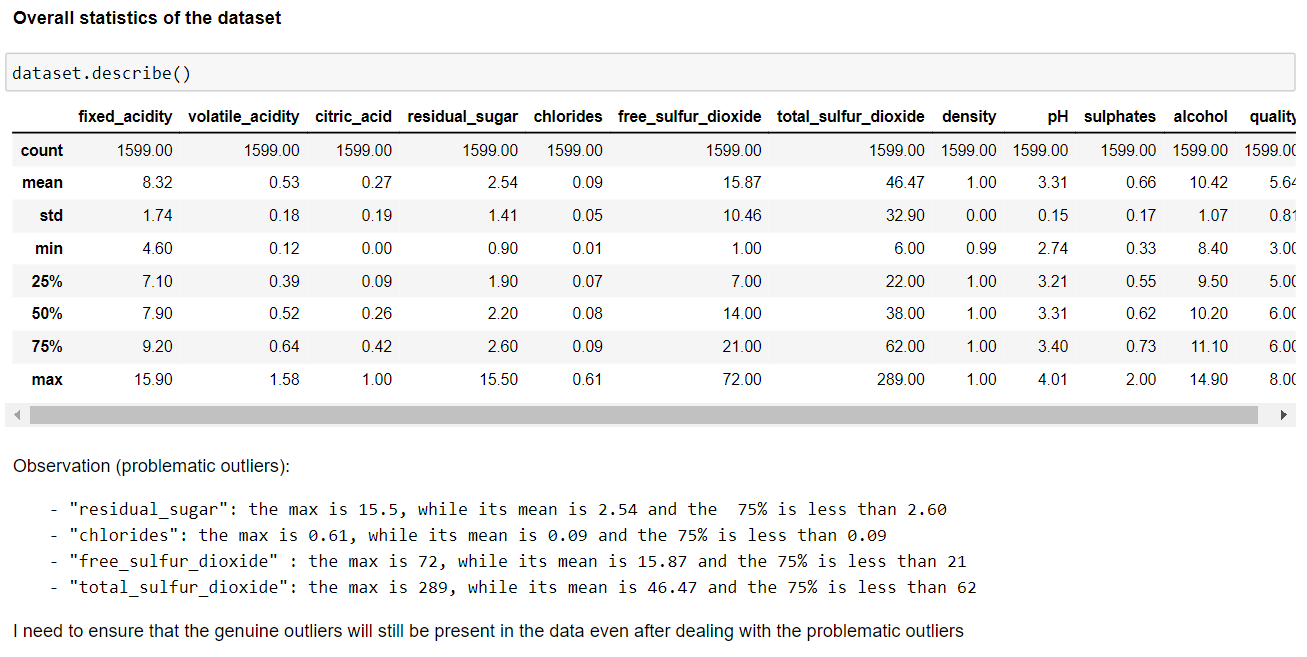 Overall statistics of the dataset
dataset.describe()
fixed_acidity volatile_acidity citric_acid residual_sugar chlorides free_sulfur_dioxide total_sulfur_dioxide density pH sulphates alcohol quality
count 1599.00 1599.00 1599.00 1599.00 1599.00 1599.00 1599.00 1599.00 1599.00 1599.00 1599.00 1599.00
mean 8.32 0.53 0.27 2.54 0.09 15.87 46.47 1.00 3.31 0.66 10.42 5.64
std 1.74 0.18 0.19 1.41 0.05 10.46 32.90 0.00 0.15 0.17 1.07 0.81
min 4.60 0.12 0.00 0.90 0.01 1.00 6.00 0.99 2.74 0.33 8.40 3.00
25% 7.10 0.39 0.09 1.90 0.07 7.00 22.00 1.00 3.21 0.55 9.50 5.00
50% 7.90 0.52 0.26 2.20 0.08 14.00 38.00 1.00 3.31 0.62 10.20 6.00
75% 9.20 0.64 0.42 2.60 0.09 21.00 62.00 1.00 3.40 0.73 11.10 6.00
max 15.90 1.58 1.00 15.50 0.61 72.00 289.00 1.00 4.01 2.00 14.90 8.00
Observation (problematic outliers):
- "residual_sugar": the max is 15.5, while its mean is 2.54 and the  75% is less than 2.60
- "chlorides": the max is 0.61, while its mean is 0.09 and the 75% is less than 0.09
- "free_sulfur_dioxide" : the max is 72, while its mean is 15.87 and the 75% is less than 21
- "total_sulfur_dioxide": the max is 289, while its mean is 46.47 and the 75% is less than 62
I need to ensure that the genuine outliers will still be present in the data even after dealing with the problematic outliers